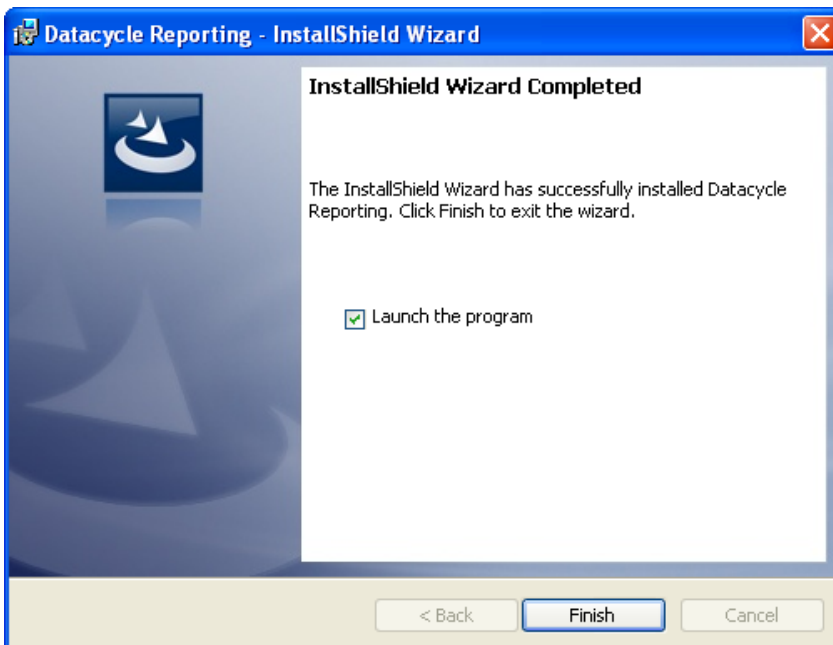 Datacycle Reporting - InstallShield Wizard
InstallShield Wizard Completed
The InstallShield Wizard has successfully installed Datacycle
Reporting. Click Finish to exit the wizard.
Launch the program
< Back
Finish
Cancel